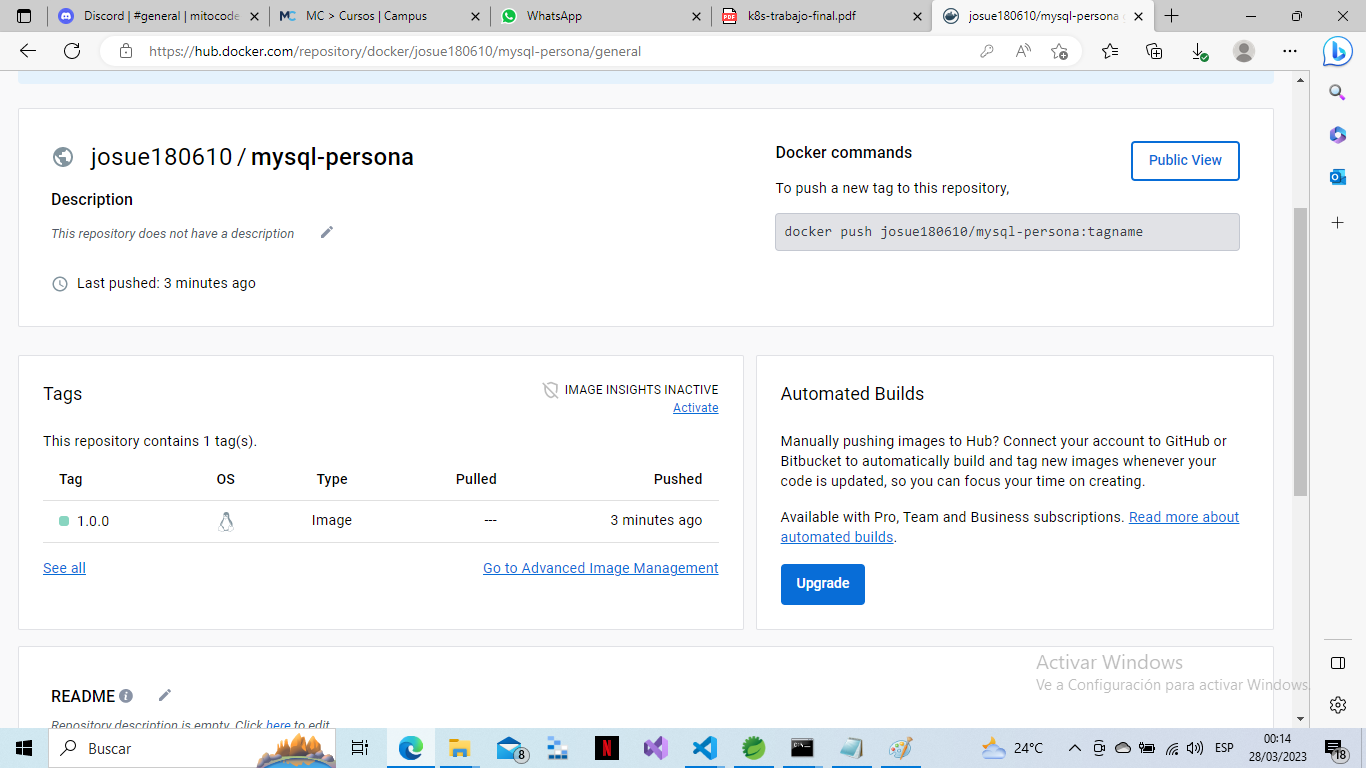 Discord | #general | mitocode
MC > Cursos | Campus
WhatsApp
k8s-trabajo-final.pdf
josue180610/mysql-persona
https://hub.docker.com/repository/docker/josue180610/mysql-persona/general
josue180610 / mysql-persona
Description
This repository does not have a description
Last pushed: 3 minutes ago
Docker commands
Public View
To push a new tag to this repository,
docker push josue180610/mysql-persona:tagname
Tags
IMAGE INSIGHTS INACTIVE
Activate
This repository contains 1 tag(s).
Tag OS Type Pulled Pushed
1.0.0 Image --- 3 minutes ago
See all Go to Advanced Image Management
Automated Builds
Manually pushing images to Hub? Connect your account to GitHub or
Bitbucket to automatically build and tag new images whenever your
code is updated, so you can focus your time on creating.
Available with Pro, Team and Business subscriptions. Read more about
automated builds.
Upgrade
README
Repository description is empty. Click here to edit.
Activar Windows
Ve a Configuración para activar Windows.
Buscar
8
24°C
ESP
00:14
28/03/2023
18